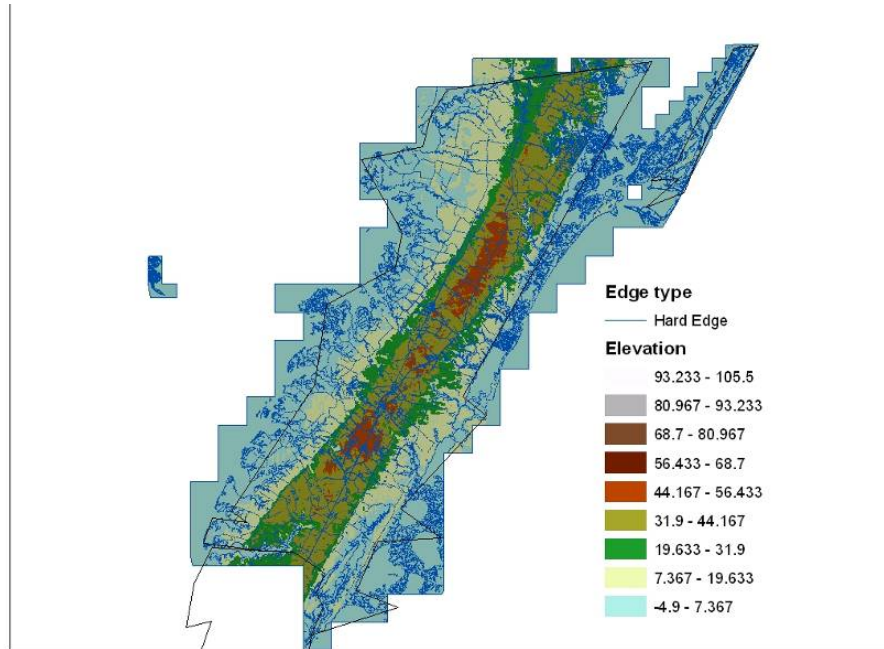 Edge type
Hard Edge
Elevation
93.233 - 105.5
80.967 - 93.233
68.7 - 80.967
56.433 - 68.7
44.167 - 56.433
31.9 - 44.167
19.633 - 31.9
7.367 - 19.633
-4.9 - 7.367